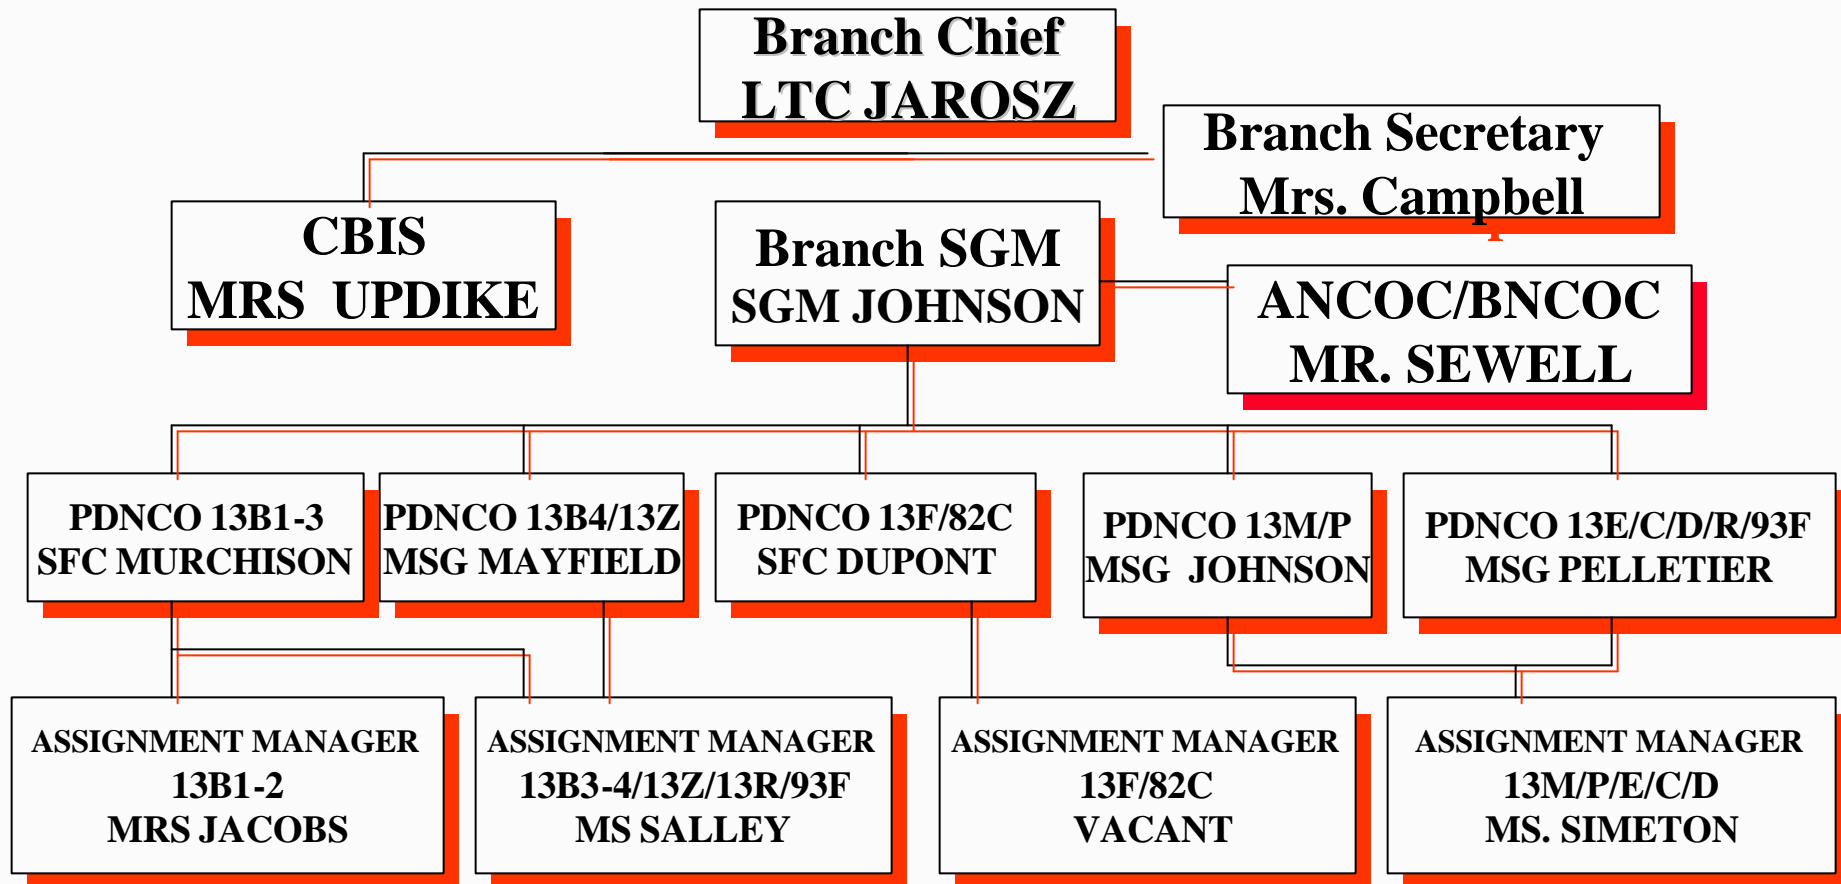 Branch Chief
LTC JAROSZ
Branch Secretary
Mrs. Campbell
CBIS
MRS  UPDIKE
Branch SGM
SGM JOHNSON
ANCOC/BNCOC
MR. SEWELL
PDNCO 13B1-3
SFC MURCHISON
PDNCO 13B4/13Z
MSG MAYFIELD
PDNCO 13F/82C
SFC DUPONT
PDNCO 13M/P
MSG  JOHNSON
PDNCO 13E/C/D/R/93F
MSG PELLETIER
ASSIGNMENT MANAGER
13B1-2
MRS JACOBS
ASSIGNMENT MANAGER
13B3-4/13Z/13R/93F
MS SALLEY
ASSIGNMENT MANAGER
13F/82C
VACANT
ASSIGNMENT MANAGER
13M/P/E/C/D
MS. SIMETON